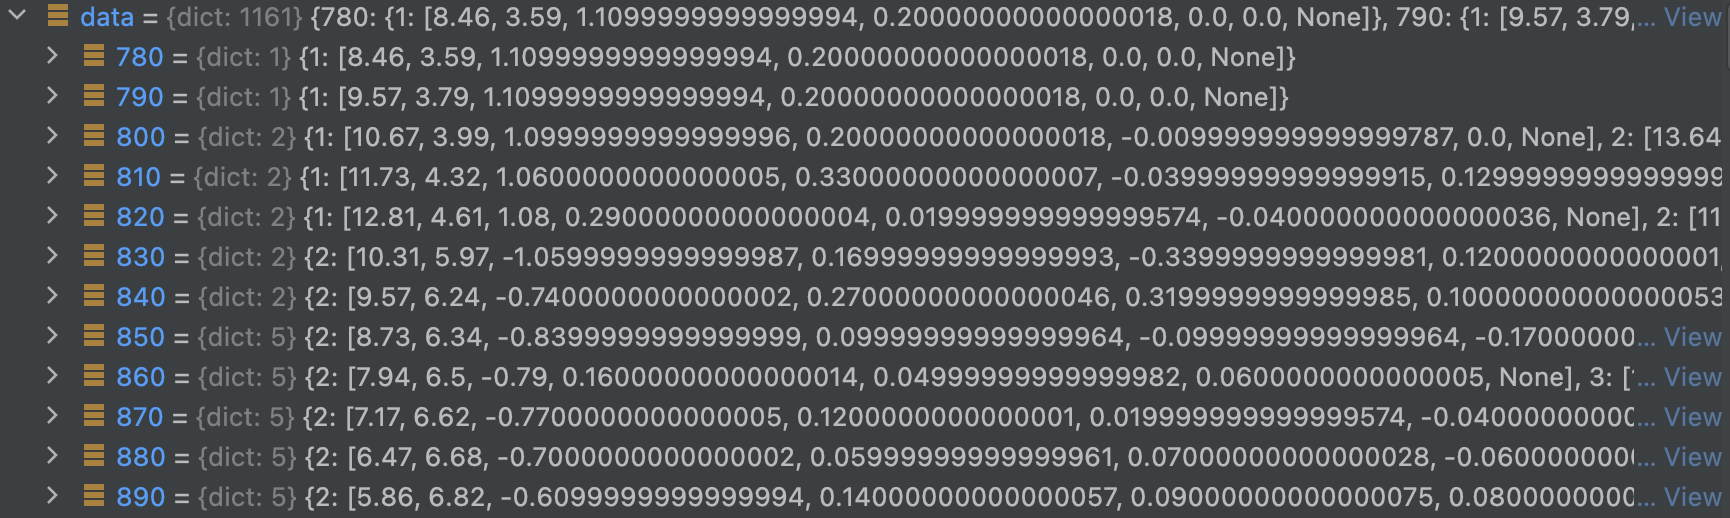 data = {dict: 1161} {780: {1: [8.46, 3.59, 1.1099999999999994, 0.20000000000000018, 0.0, 0.0, None]}, 790: {1: [9.57, 3.79,... View
780 = {dict: 1} {1: [8.46, 3.59, 1.1099999999999994, 0.20000000000000018, 0.0, 0.0, None]}
790 = {dict: 1} {1: [9.57, 3.79, 1.1099999999999994, 0.20000000000000018, 0.0, 0.0, None]}
800 = {dict: 2} {1: [10.67, 3.99, 1.0999999999999996, 0.20000000000000018, -0.009999999999999787, 0.0, None], 2: [13.64
810 = {dict: 2} {1: [11.73, 4.32, 1.0600000000000005, 0.33000000000000007, -0.03999999999999915, 0.1299999999999999
820 = {dict: 2} {1: [12.81, 4.61, 1.08, 0.29000000000000004, 0.019999999999999574, -0.040000000000000036, None], 2: [11
830 = {dict: 2} {2: [10.31, 5.97, -1.0599999999999987, 0.16999999999999993, -0.3399999999999981, 0.1200000000000001,
840 = {dict: 2} {2: [9.57, 6.24, -0.7400000000000002, 0.27000000000000046, 0.3199999999999985, 0.10000000000000053
850 = {dict: 5} {2: [8.73, 6.34, -0.8399999999999999, 0.09999999999999964, -0.09999999999999964, -0.17000000... View
860 = {dict: 5} {2: [7.94, 6.5, -0.79, 0.16000000000000014, 0.04999999999999982, 0.0600000000000005, None], 3: [... View
870 = {dict: 5} {2: [7.17, 6.62, -0.7700000000000005, 0.1200000000000001, 0.019999999999999574, -0.04000000000... View
880 = {dict: 5} {2: [6.47, 6.68, -0.7000000000000002, 0.05999999999999961, 0.07000000000000028, -0.060000000... View
890 = {dict: 5} {2: [5.86, 6.82, -0.6099999999999994, 0.14000000000000057, 0.09000000000000075, 0.0800000000... View